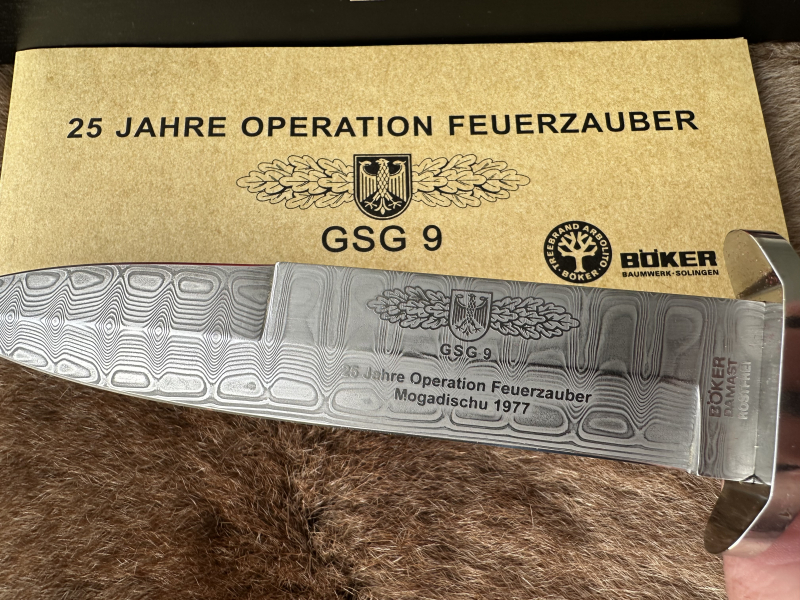 25 JAHRE OPERATION FEUERZAUBER
GSG 9
TREEBRAND ARBOLITO
BÖKER
BÖKER
BAUMWERK · SOLINGEN
GSG 9
25 Jahre Operation Feuerzauber
Mogadischu 1977
BÖKER
DAMAST
ROSTFREI